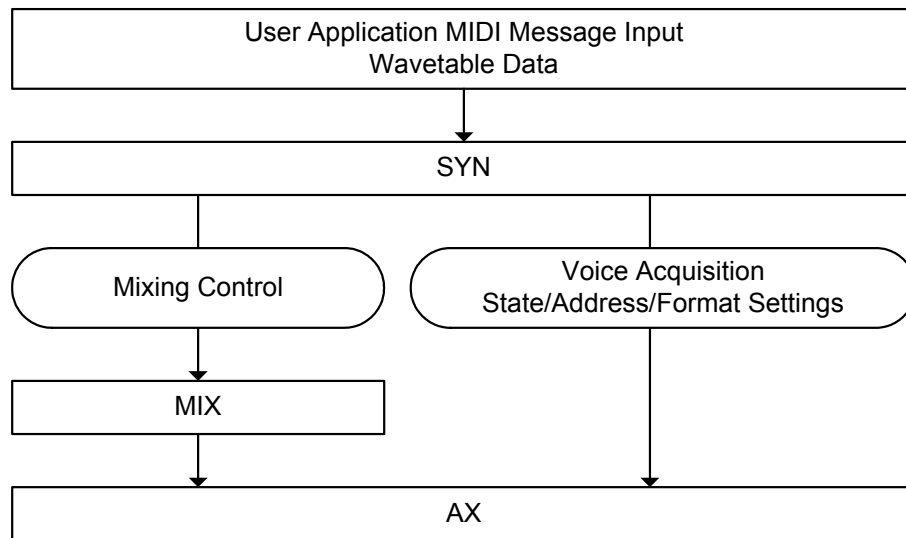 User Application MIDI Message Input
Wavetable Data
SYN
Mixing Control
Voice Acquisition
State/Address/Format Settings
MIX
AX